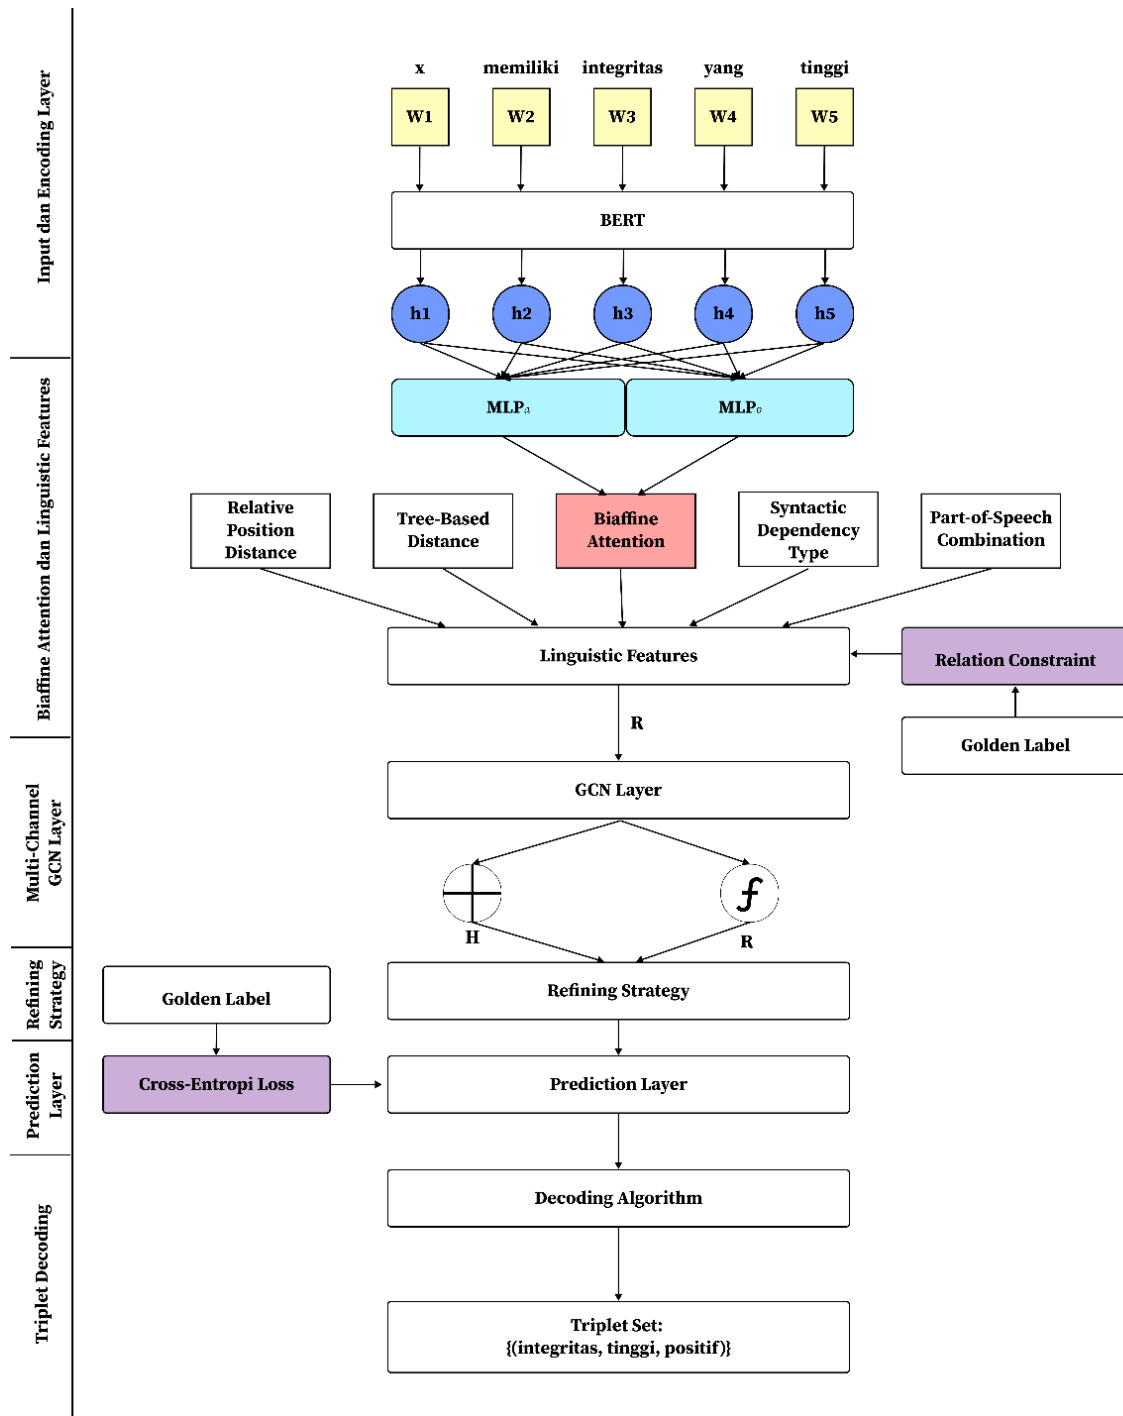 Input dan Encoding Layer
x memiliki integritas yang tinggi
W1 W2 W3 W4 W5
BERT
h1 h2 h3 h4 h5
Biaffine Attention dan Linguistic Features
MLPa MLPo
Relative
Position
Distance
Tree-Based
Distance
Biaffine
Attention
Syntactic
Dependency
Type
Part-of-Speech
Combination
Linguistic Features
Relation Constraint
Golden Label
R
Multi-Channel
GCN Layer
GCN Layer
f
H
R
Refining
Strategy
Golden Label
Refining Strategy
Prediction
Layer
Cross-Entropi Loss
Prediction Layer
Triplet Decoding
Decoding Algorithm
Triplet Set:
{(integritas, tinggi, positif)}